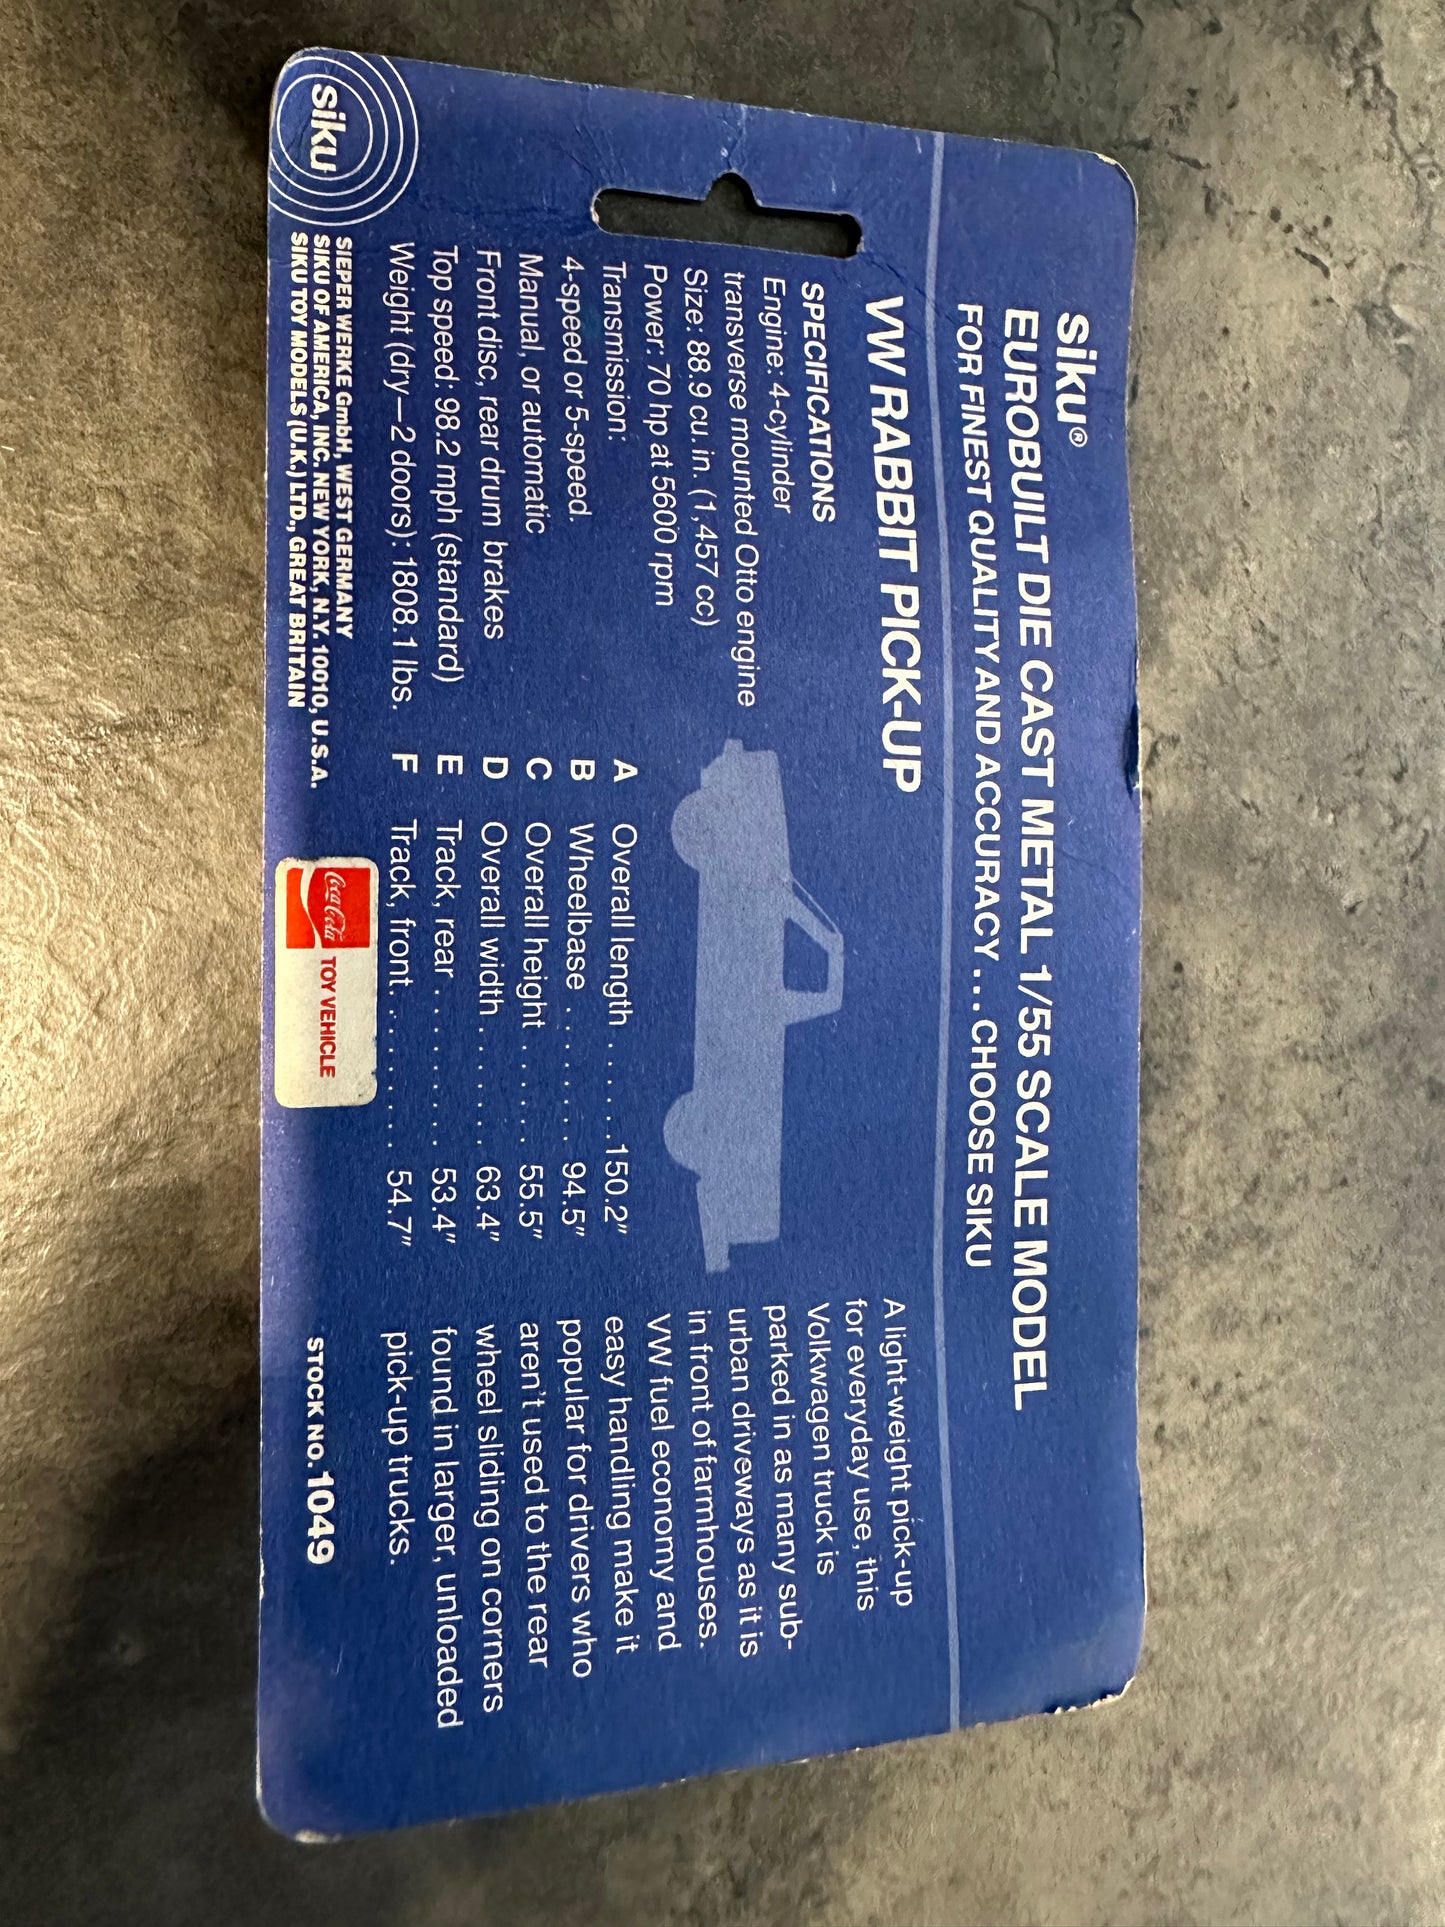 siku®
EUROBUILT DIE CAST METAL 1/55 SCALE MODEL
FOR FINEST QUALITY AND ACCURACY... CHOOSE SIKU
VW RABBIT PICK-UP
SPECIFICATIONS
Engine: 4-cylinder
transverse mounted Otto engine
Size: 88.9 cu. in. (1,457 cc)
Power: 70 hp at 5600 rpm
Transmission:
4-speed or 5-speed.
Manual, or automatic
Front disc, rear drum brakes
Top speed: 98.2 mph (standard)
Weight (dry—2 doors): 1808.1 lbs.
A Overall length . . . . . .150.2"
B Wheelbase . . . . . . . . 94.5"
C Overall height . . . . . . 55.5"
D Overall width . . . . . . . 63.4"
E Track, rear . . . . . . . . . 53.4"
F Track, front. . . . . . . . . 54.7"
A light-weight pick-up
for everyday use, this
Volkwagen truck is
parked in as many sub-
urban driveways as it is
in front of farmhouses.
VW fuel economy and
easy handling make it
popular for drivers who
aren't used to the rear
wheel sliding on corners
found in larger, unloaded
pick-up trucks.
siku
SIEPER WERKE GmbH, WEST GERMANY
SIKU OF AMERICA, INC. NEW YORK, N.Y. 10010, U.S.A.
SIKU TOY MODELS (U.K.) LTD., GREAT BRITAIN
Coca-Cola TOY VEHICLE
STOCK NO. 1049